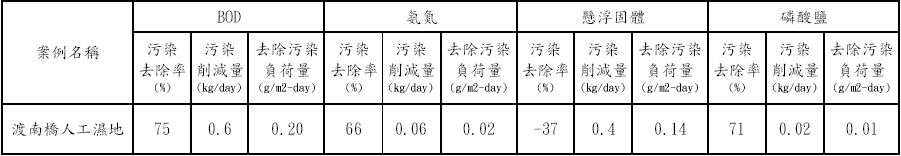 案例名稱 BOD 氨氮 懸浮固體 磷酸鹽
污染去除率(%) 污染削減量(kg/day) 去除污染負荷量(g/m2-day) 污染去除率(%) 污染削減量(kg/day) 去除污染負荷量(g/m2-day) 污染去除率(%) 污染削減量(kg/day) 去除污染負荷量(g/m2-day) 污染去除率(%) 污染削減量(kg/day) 去除污染負荷量(g/m2-day)
渡南橋人工濕地 75 0.6 0.20 66 0.06 0.02 -37 0.4 0.14 71 0.02 0.01